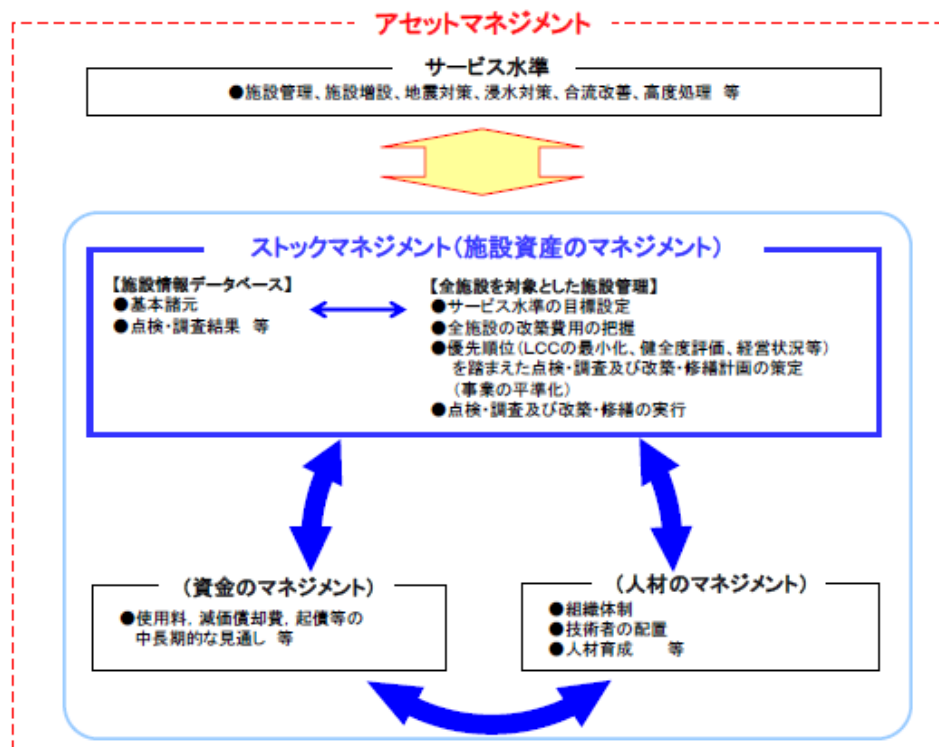 アセットマネジメント
サービス水準
●施設管理、施設増設、地震対策、浸水対策、合流改善、高度処理 等
ストックマネジメント(施設資産のマネジメント)
【施設情報データベース】
●基本諸元
●点検・調査結果 等
【全施設を対象とした施設管理】
●サービス水準の目標設定
●全施設の改築費用の把握
●優先順位(LCCの最小化、健全度評価、経営状況等)
を踏まえた点検・調査及び改築・修繕計画の策定
(事業の平準化)
●点検・調査及び改築・修繕の実行
(資金のマネジメント)
●使用料, 減価償却費, 起債等の
中長期的な見通し 等
(人材のマネジメント)
●組織体制
●技術者の配置
●人材育成 等